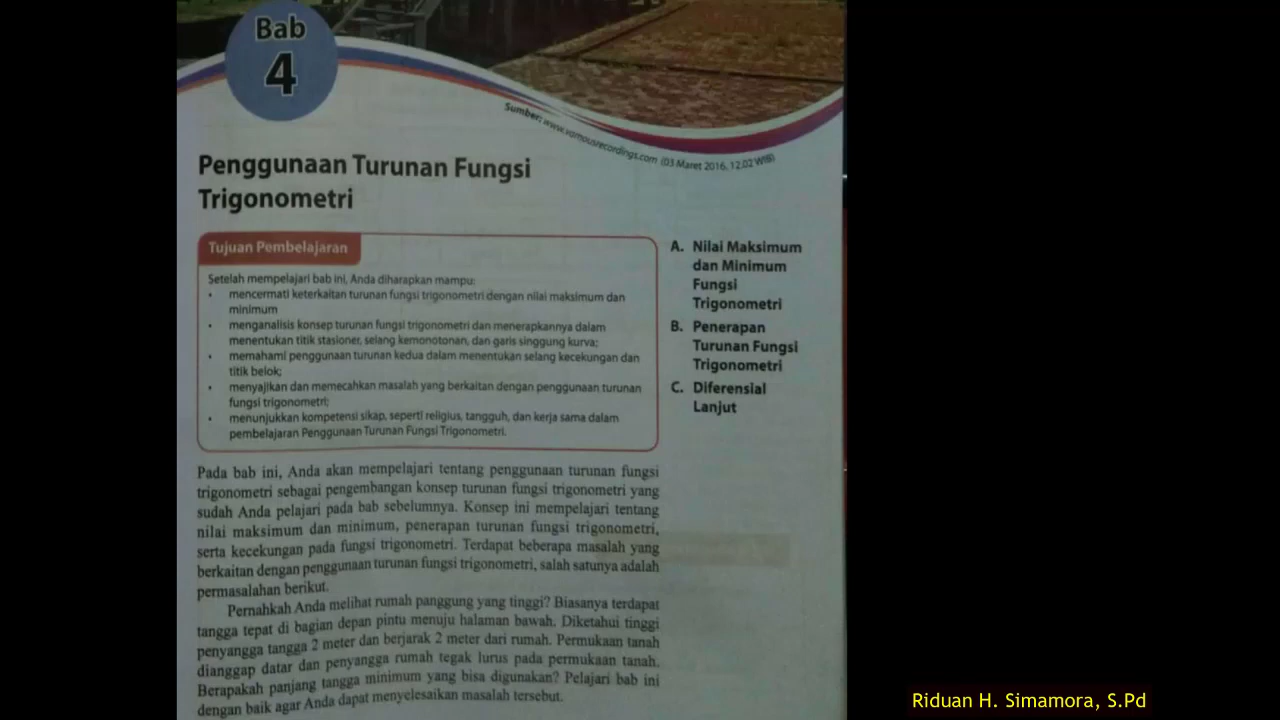 Bab
4
Sumber: www.vamousrecordings.com (03 Maret 2016, 12.02 WIB)
Penggunaan Turunan Fungsi
Trigonometri
Tujuan Pembelajaran
Setelah mempelajari bab ini, Anda diharapkan mampu:
• mencermati keterkaitan turunan fungsi trigonometri dengan nilai maksimum dan
minimum
• menganalisis konsep turunan fungsi trigonometri dan menerapkannya dalam
menentukan titik stasioner, selang kemonotonan, dan garis singgung kurva;
• memahami penggunaan turunan kedua dalam menentukan selang kecekungan dan
titik belok;
• menyajikan dan memecahkan masalah yang berkaitan dengan penggunaan turunan
fungsi trigonometri;
• menunjukkan kompetensi sikap, seperti religius, tangguh, dan kerja sama dalam
pembelajaran Penggunaan Turunan Fungsi Trigonometri.
A. Nilai Maksimum
dan Minimum
Fungsi
Trigonometri
B. Penerapan
Turunan Fungsi
Trigonometri
C. Diferensial
Lanjut
Pada bab ini, Anda akan mempelajari tentang penggunaan turunan fungsi
trigonometri sebagai pengembangan konsep turunan fungsi trigonometri yang
sudah Anda pelajari pada bab sebelumnya. Konsep ini mempelajari tentang
nilai maksimum dan minimum, penerapan turunan fungsi trigonometri,
serta kecekungan pada fungsi trigonometri. Terdapat beberapa masalah yang
berkaitan dengan penggunaan turunan fungsi trigonometri, salah satunya adalah
permasalahan berikut.
Pernahkah Anda melihat rumah panggung yang tinggi? Biasanya terdapat
tangga tepat di bagian depan pintu menuju halaman bawah. Diketahui tinggi
penyangga tangga 2 meter dan berjarak 2 meter dari rumah. Permukaan tanah
dianggap datar dan penyangga rumah tegak lurus pada permukaan tanah.
Berapakah panjang tangga minimum yang bisa digunakan? Pelajari bab ini
dengan baik agar Anda dapat menyelesaikan masalah tersebut.
Riduan H. Simamora, S.Pd